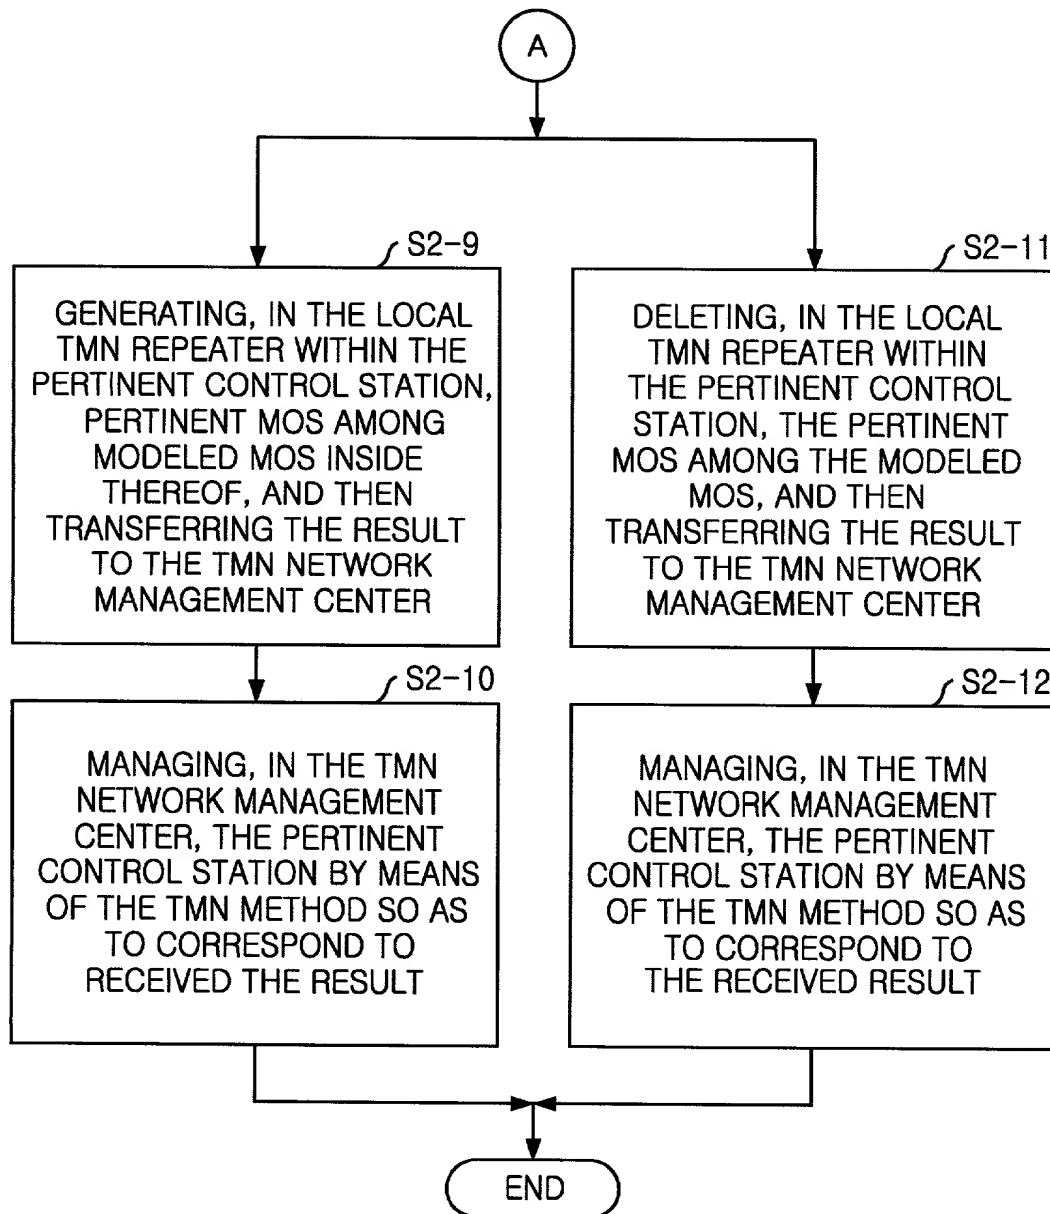 A
S2-9
GENERATING, IN THE LOCAL
TMN REPEATER WITHIN THE
PERTINENT CONTROL STATION,
PERTINENT MOS AMONG
MODELED MOS INSIDE
THEREOF, AND THEN
TRANSFERRING THE RESULT
TO THE TMN NETWORK
MANAGEMENT CENTER
S2-11
DELETING, IN THE LOCAL
TMN REPEATER WITHIN
THE PERTINENT CONTROL
STATION, THE PERTINENT
MOS AMONG THE MODELED
MOS, AND THEN
TRANSFERRING THE RESULT
TO THE TMN NETWORK
MANAGEMENT CENTER
S2-10
MANAGING, IN THE TMN
NETWORK MANAGEMENT
CENTER, THE PERTINENT
CONTROL STATION BY MEANS
OF THE TMN METHOD SO AS
TO CORRESPOND TO
RECEIVED THE RESULT
S2-12
MANAGING, IN THE TMN
NETWORK MANAGEMENT
CENTER, THE PERTINENT
CONTROL STATION BY MEANS
OF THE TMN METHOD SO AS
TO CORRESPOND TO
THE RECEIVED RESULT
END